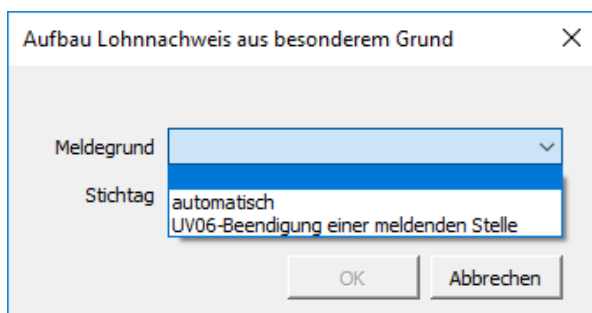 Aufbau Lohnnachweis aus besonderem Grund
Meldegrund
Stichtag
automatisch
UV06-Beendigung einer meldenden Stelle
OK
Abbrechen